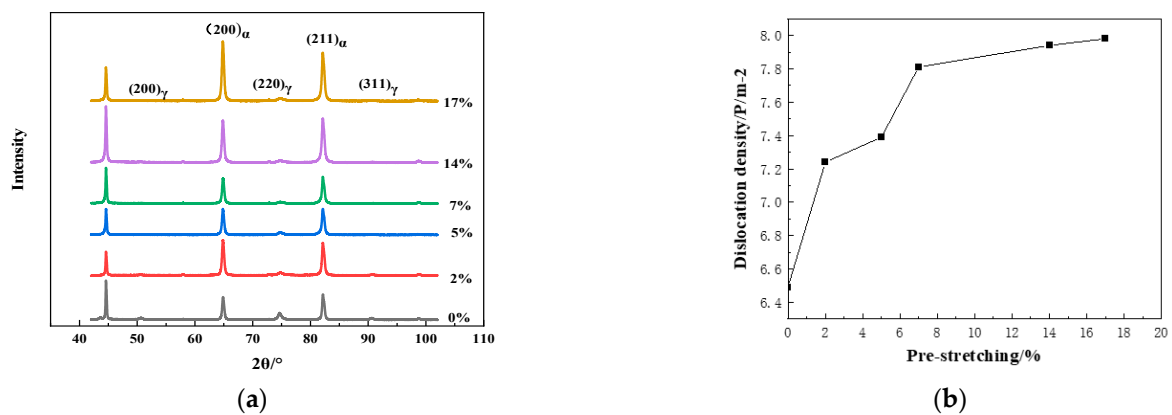 (200)α
(211)α
(200)γ
(220)γ
(311)γ
17%
14%
7%
5%
2%
0%
Intensity
40 50 60 70 80 90 100 110
2θ/°
(a)
8.0
7.8
7.6
7.4
7.2
7.0
6.8
6.6
6.4
Dislocation density/P/m-2
0 2 4 6 8 10 12 14 16 18 20
Pre-stretching/%
(b)